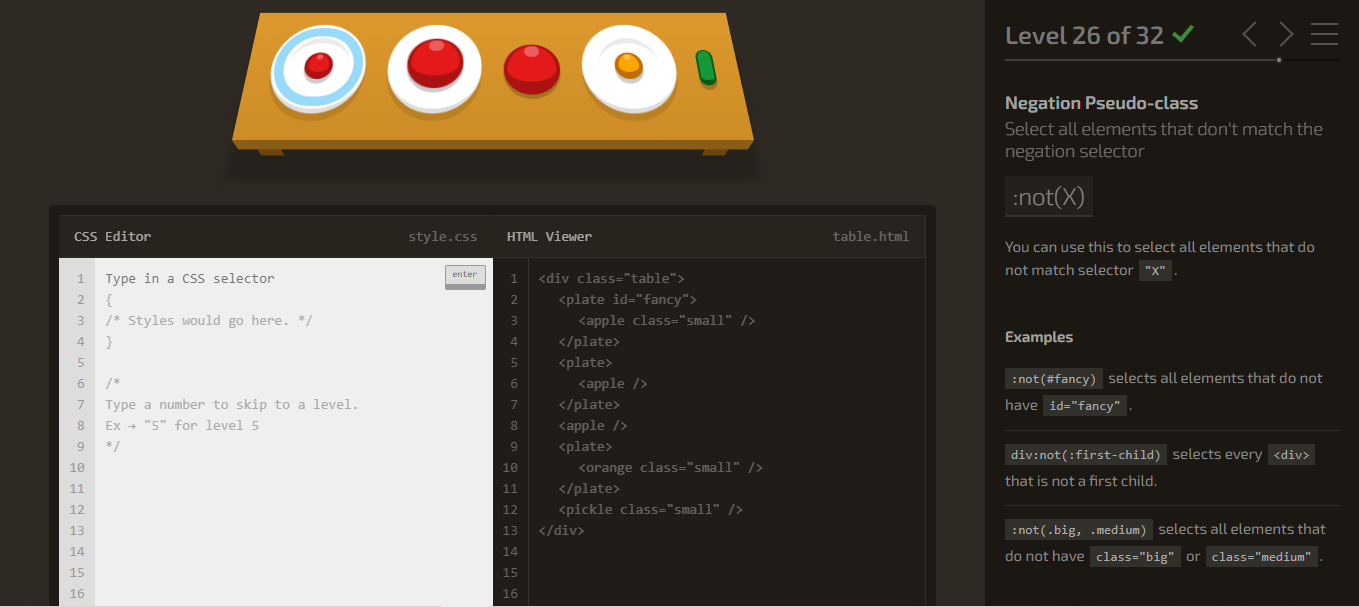 Level 26 of 32
Negation Pseudo-class
Select all elements that don't match the
negation selector
:not(X)
You can use this to select all elements that do
not match selector "X" .
Examples
:not(#fancy) selects all elements that do not
have id="fancy" .
div:not(:first-child) selects every <div>
that is not a first child.
:not(.big, .medium) selects all elements that
do not have class="big" or class="medium" .
CSS Editor style.css
enter
1 Type in a CSS selector
2 {
3 /* Styles would go here. */
4 }
5
6 /*
7 Type a number to skip to a level.
8 Ex → "5" for level 5
9 */
10
11
12
13
14
15
16
HTML Viewer table.html
1 <div class="table">
2 <plate id="fancy">
3 <apple class="small" />
4 </plate>
5 <plate>
6 <apple />
7 </plate>
8 <apple />
9 <plate>
10 <orange class="small" />
11 </plate>
12 <pickle class="small" />
13 </div>
14
15
16